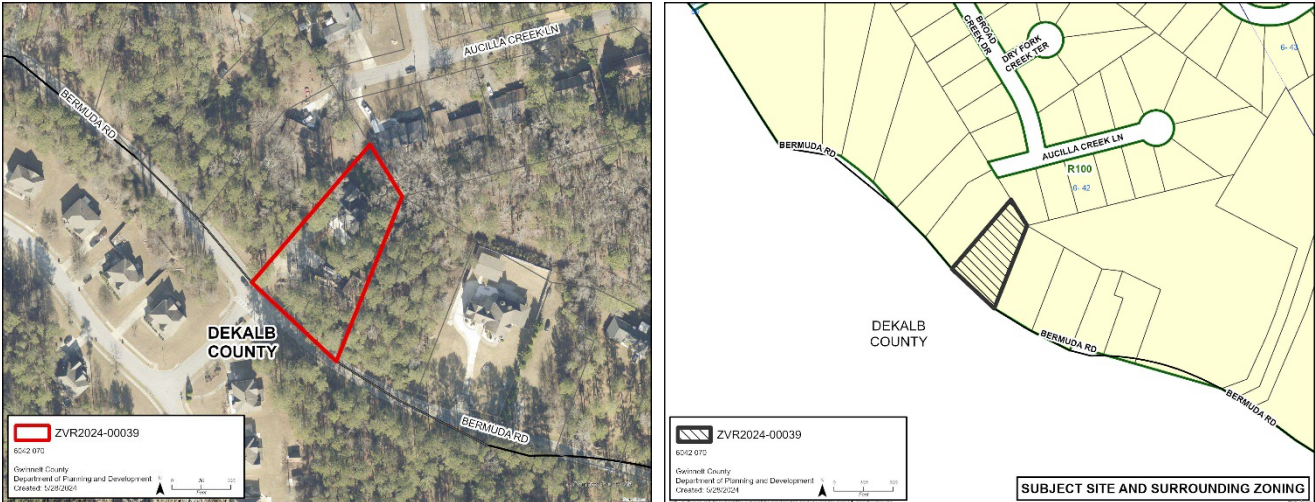 AUCILLA CREEK LN
BERMUDA RD
DEKALB
COUNTY
BERMUDA RD
ZVR2024-00039
6042 070
Gwinnett County
Department of Planning and Development
Created: 5/28/2024
Feet
BROAD
CREEK DR
DRY FORK
CREEK TER
6- 43
BERMUDA RD
AUCILLA CREEK LN
R100
6- 42
DEKALB
COUNTY
BERMUDA RD
BERMUDA RD
ZVR2024-00039
6042 070
Gwinnett County
Department of Planning and Development
Created: 5/28/2024
Feet
SUBJECT SITE AND SURROUNDING ZONING